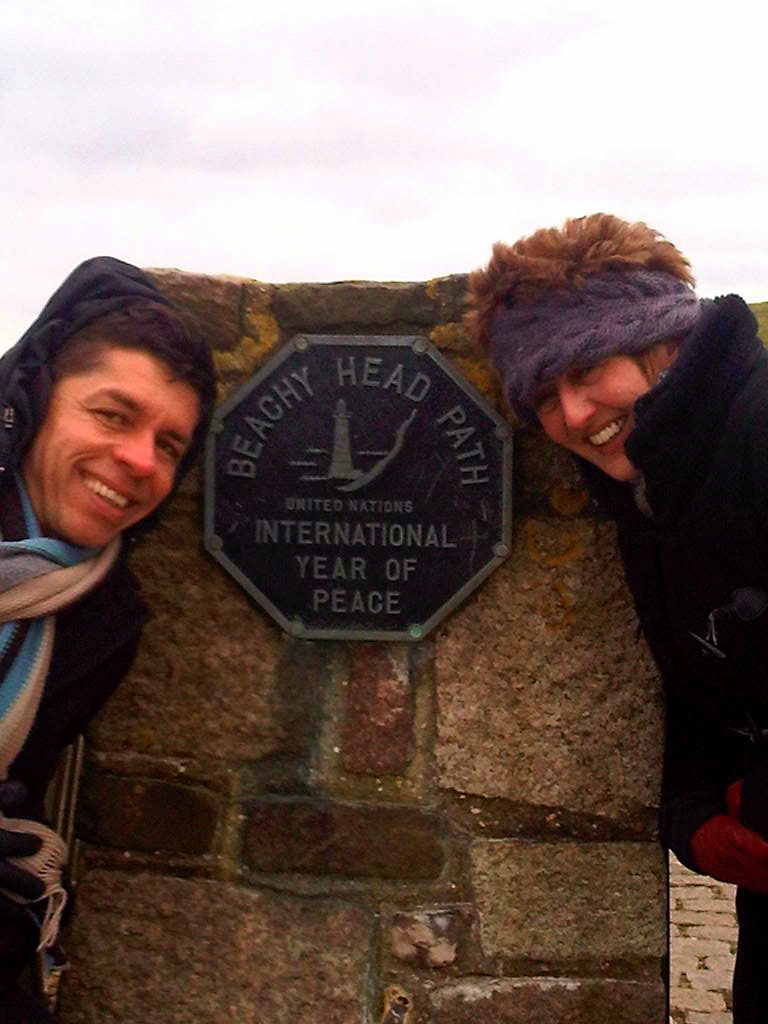 BEACHY HEAD PATH
UNITED NATIONS
INTERNATIONAL
YEAR OF
PEACE